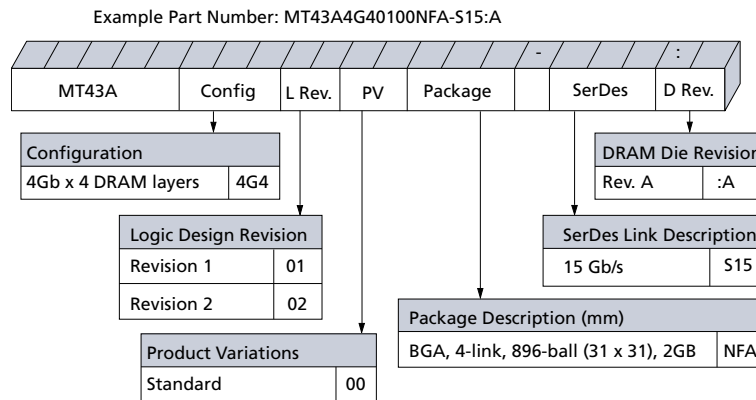 Example Part Number: MT43A4G40100NFA-S15:A
- :
MT43A Config L Rev. PV Package SerDes D Rev.
Configuration
4Gb x 4 DRAM layers 4G4
DRAM Die Revision
Rev. A :A
Logic Design Revision
Revision 1 01
Revision 2 02
SerDes Link Description
15 Gb/s S15
Package Description (mm)
BGA, 4-link, 896-ball (31 x 31), 2GB NFA
Product Variations
Standard 00